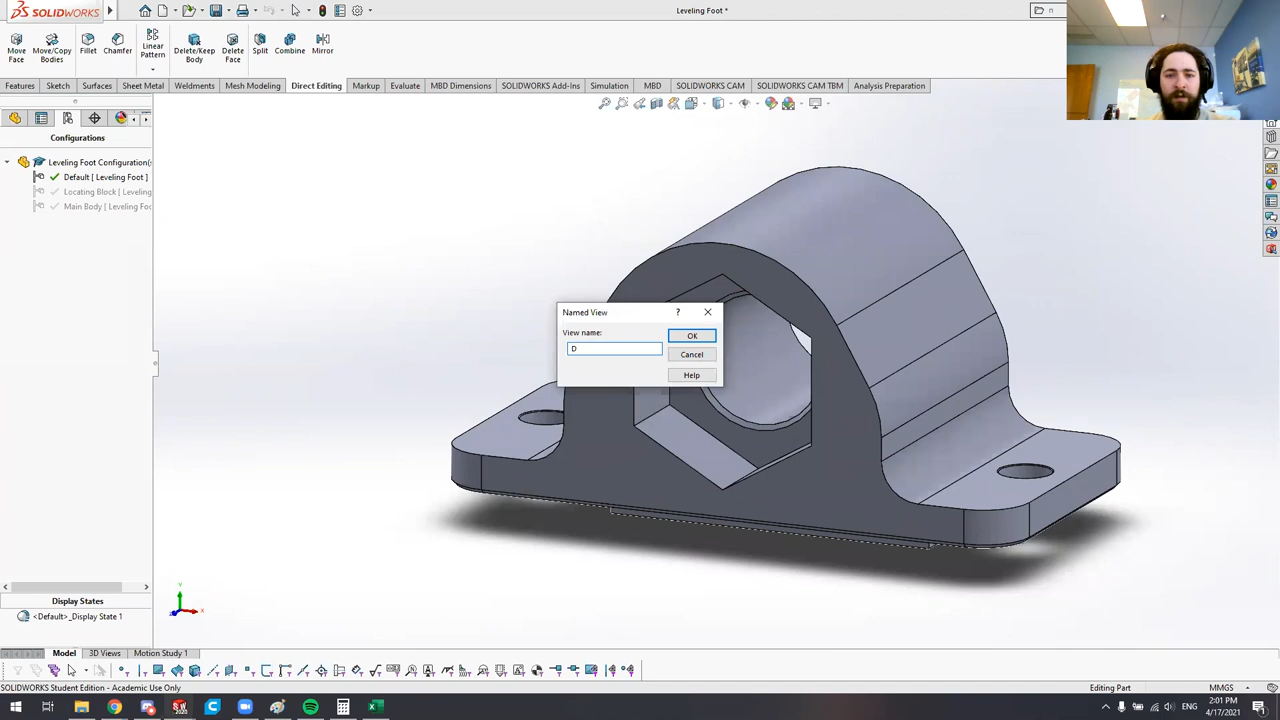 SOLIDWORKS
Leveling Foot *
n
Move Face
Move/Copy Bodies
Fillet
Chamfer
Linear Pattern
Delete/Keep Body
Delete Face
Split
Combine
Mirror
Features
Sketch
Surfaces
Sheet Metal
Weldments
Mesh Modeling
Direct Editing
Markup
Evaluate
MBD Dimensions
SOLIDWORKS Add-Ins
Simulation
MBD
SOLIDWORKS CAM
SOLIDWORKS CAM TBM
Analysis Preparation
Configurations
Leveling Foot Configuration(s
Default [ Leveling Foot ]
Locating Block [ Leveling
Main Body [ Leveling Foo
Named View
?
View name:
D
OK
Cancel
Help
Y
X
Z
Display States
<Default>_Display State 1
Model
3D Views
Motion Study 1
SOLIDWORKS Student Edition - Academic Use Only
Editing Part
MMGS
ENG
2:01 PM
4/17/2021